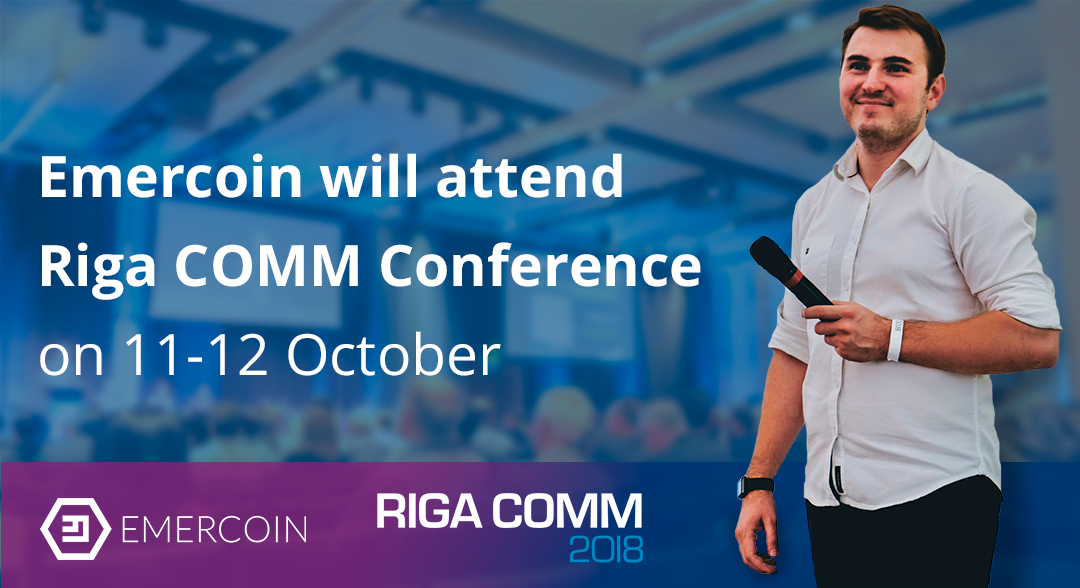 Emercoin will attend
Riga COMM Conference
on 11-12 October
EMERCOIN
RIGA COMM
2018